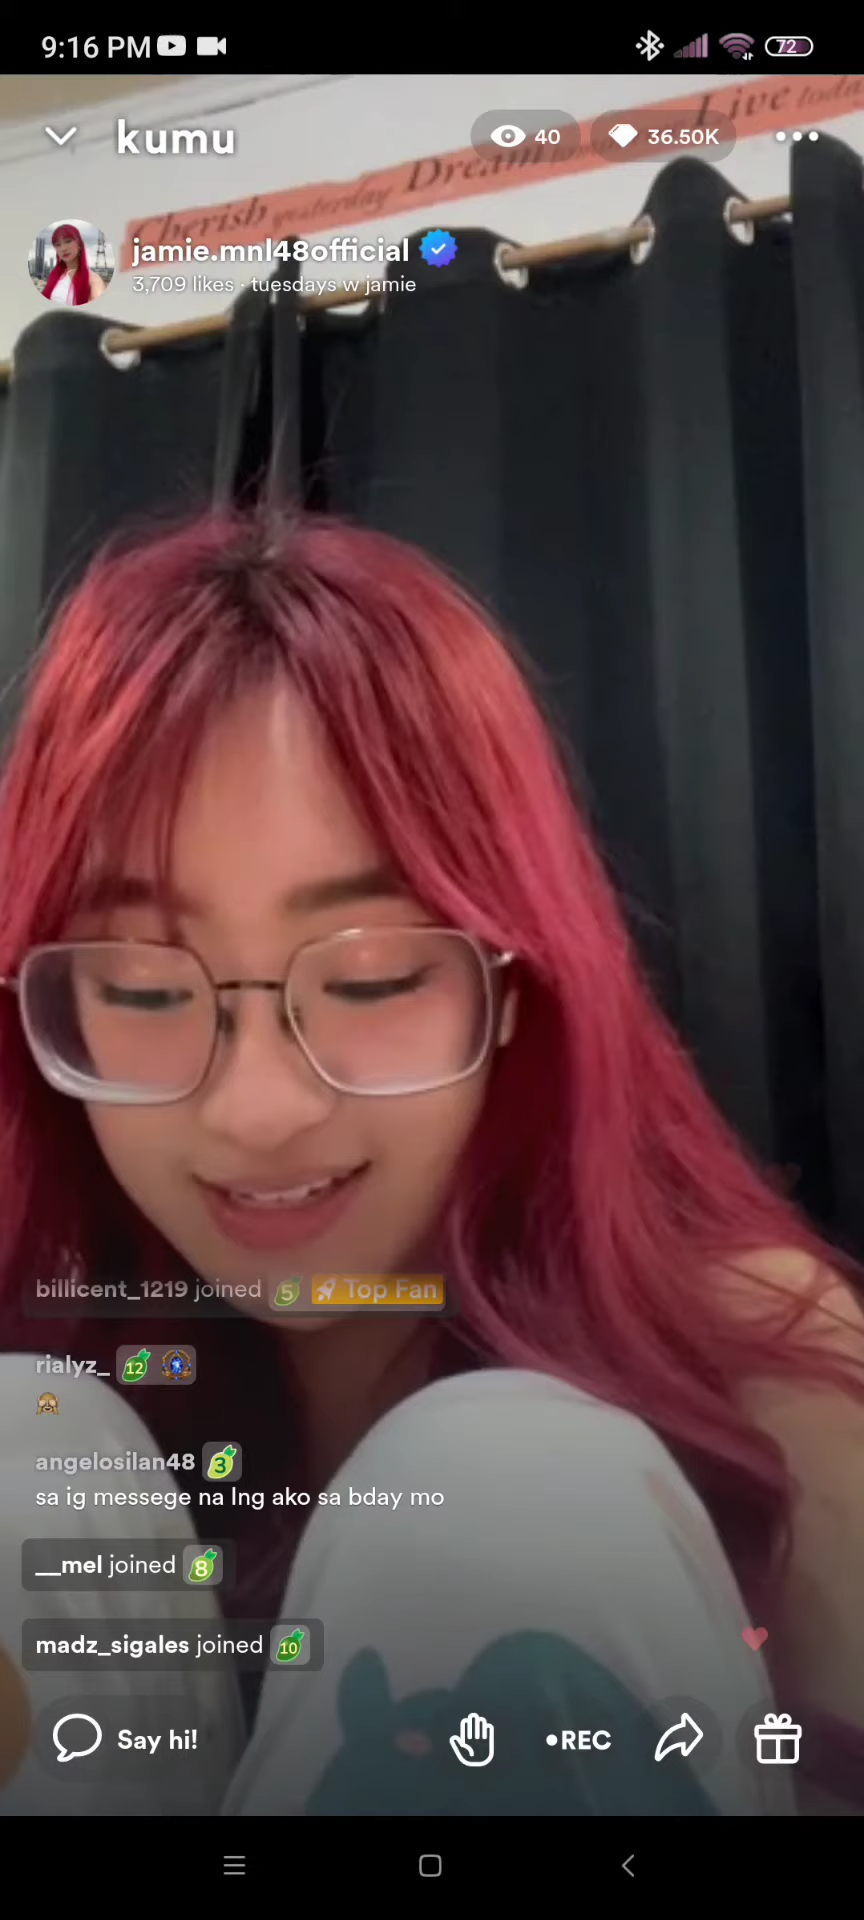 9:16 PM
72
kumu
40
36.50K
Cherish yesterday Dream Live today
jamie.mnl48official
3,709 likes · tuesdays w jamie
billicent_1219 joined 5 Top Fan
rialyz_ 12
angelosilan48 3
sa ig messege na lng ako sa bday mo
__mel joined 8
madz_sigales joined 10
Say hi!
•REC